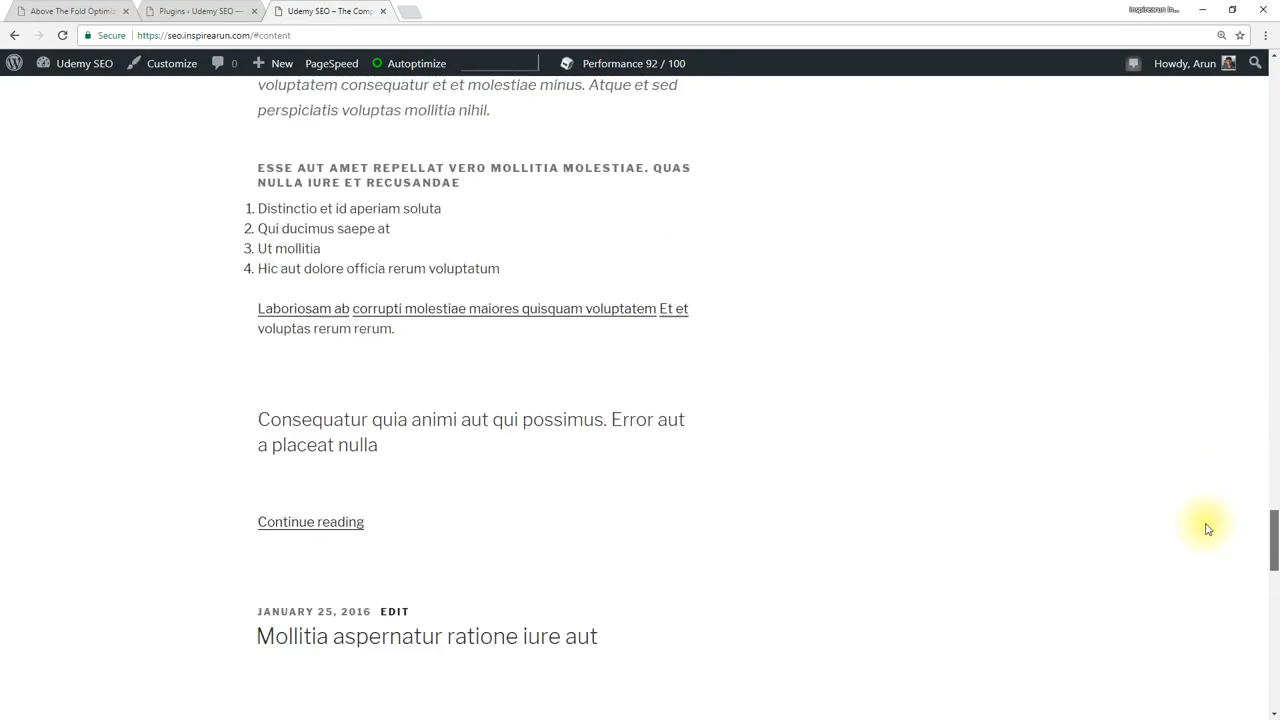 Above The Fold Optimi
Plugins ‹ Udemy SEO —
Udemy SEO – The Comp
Inspirearun In...
Secure
https://seo.inspirearun.com/#content
Udemy SEO
Customize
0
New
PageSpeed
Autoptimize
Performance 92 / 100
Howdy, Arun
voluptatem consequatur et et molestiae minus. Atque et sed
perspiciatis voluptas mollitia nihil.
ESSE AUT AMET REPELLAT VERO MOLLITIA MOLESTIAE. QUAS
NULLA IURE ET RECUSANDAE
1. Distinctio et id aperiam soluta
2. Qui ducimus saepe at
3. Ut mollitia
4. Hic aut dolore officia rerum voluptatum
Laboriosam ab corrupti molestiae maiores quisquam voluptatem Et et
voluptas rerum rerum.
Consequatur quia animi aut qui possimus. Error aut
a placeat nulla
Continue reading
JANUARY 25, 2016 EDIT
Mollitia aspernatur ratione iure aut